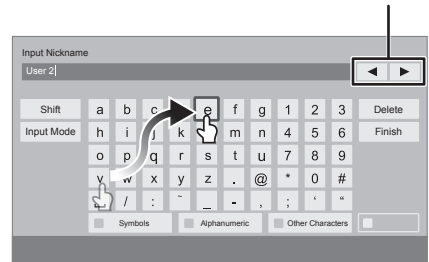 Input Nickname
User 2
◀ ▶
Shift a b c e f g 1 2 3 Delete
Input Mode h i j k m n 4 5 6 Finish
o p q r s t u 7 8 9
v w x y z . @ * 0 #
/ : ~ _ - , ; ‘ “
Symbols Alphanumeric Other Characters